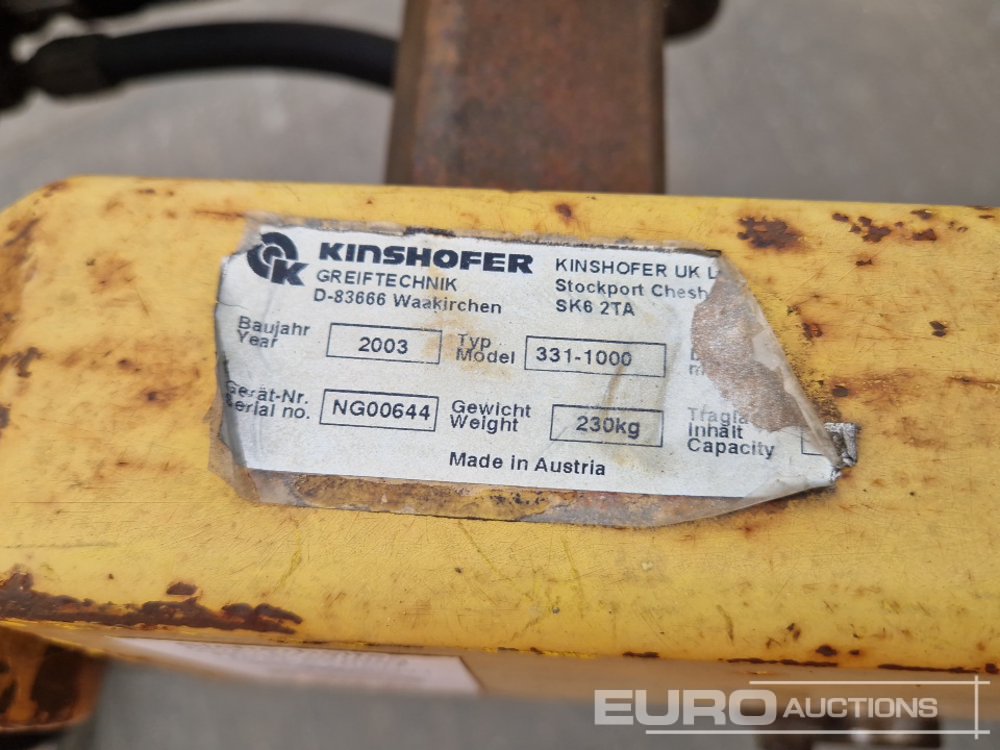 KINSHOFER
GREIFTECHNIK
D-83666 Waakirchen
KINSHOFER UK
Stockport
SK6 2TA
Baujahr
Year
2003
Typ
Model
331-1000
Gerät-Nr.
Serial no.
NG00644
Gewicht
Weight
230kg
Inhalt
Capacity
Made in Austria
EURO AUCTIONS